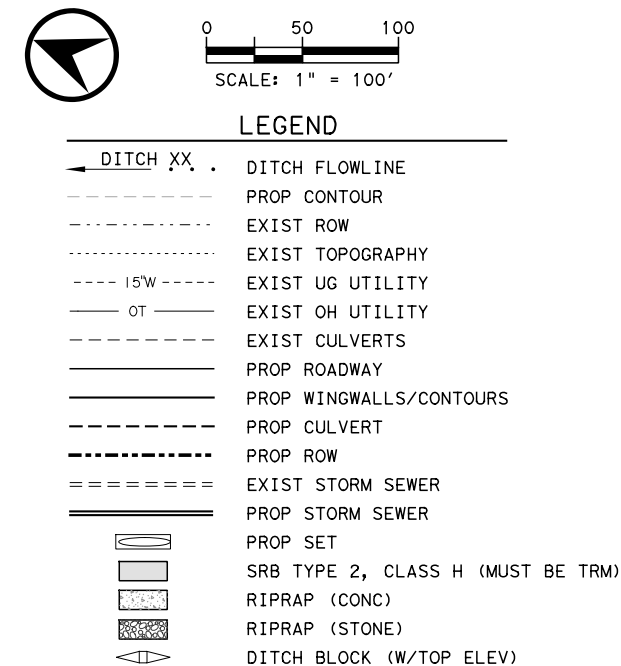 0 50 100
SCALE: 1" = 100'
LEGEND
DITCH XX DITCH FLOWLINE
PROP CONTOUR
EXIST ROW
EXIST TOPOGRAPHY
15"W EXIST UG UTILITY
OT EXIST OH UTILITY
EXIST CULVERTS
PROP ROADWAY
PROP WINGWALLS/CONTOURS
PROP CULVERT
PROP ROW
EXIST STORM SEWER
PROP STORM SEWER
PROP SET
SRB TYPE 2, CLASS H (MUST BE TRM)
RIPRAP (CONC)
RIPRAP (STONE)
DITCH BLOCK (W/TOP ELEV)